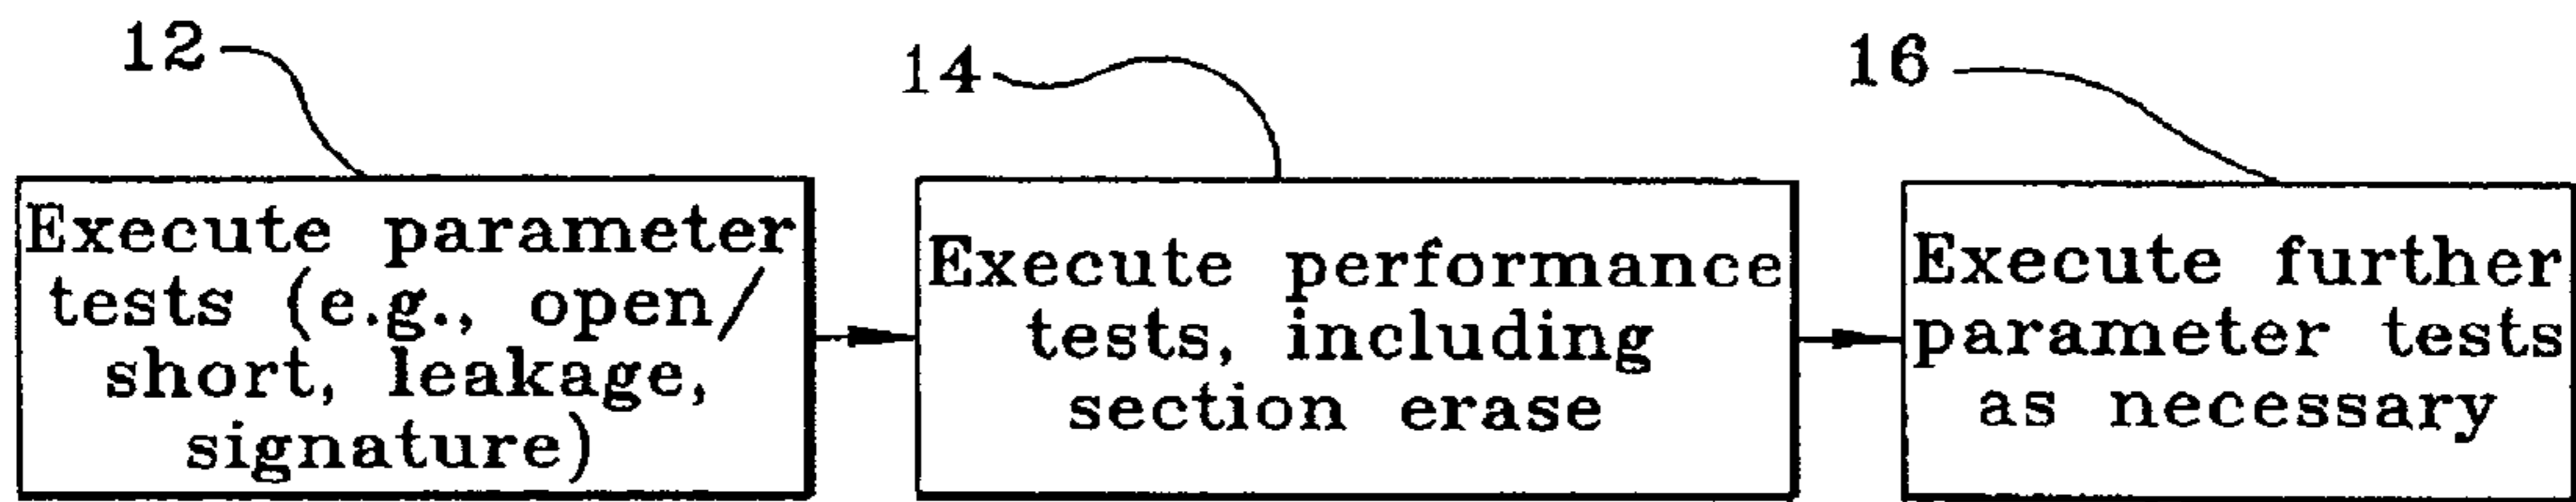 12
14
16
Execute parameter
tests (e.g., open/
short, leakage,
signature)
Execute performance
tests, including
section erase
Execute further
parameter tests
as necessary